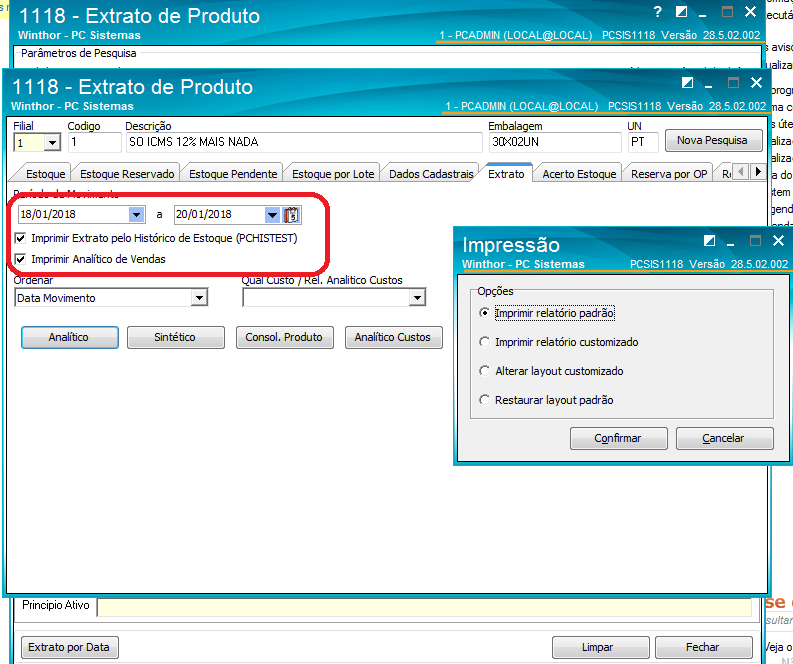 1118 - Extrato de Produto
Winthor - PC Sistemas
1 - PCADMIN (LOCAL@LOCAL) PCSIS1118 Versão 28.5.02.002
Parâmetros de Pesquisa
1118 - Extrato de Produto
Winthor - PC Sistemas
1 - PCADMIN (LOCAL@LOCAL) PCSIS1118 Versão 28.5.02.002
Filial Codigo Descrição Embalagem UN
1 1 SO ICMS 12% MAIS NADA 30X02UN PT Nova Pesquisa
Estoque Estoque Reservado Estoque Pendente Estoque por Lote Dados Cadastrais Extrato Acerto Estoque Reserva por OP
Período de Movimento
18/01/2018 a 20/01/2018
Imprimir Extrato pelo Histórico de Estoque (PCHISTEST)
Imprimir Analítico de Vendas
Ordenar Qual Custo / Rel. Analitico Custos
Data Movimento
Analítico Sintético Consol. Produto Analítico Custos
Impressão
Winthor - PC Sistemas
PCSIS1118 Versão 28.5.02.002
Opções
Imprimir relatório padrão
Imprimir relatório customizado
Alterar layout customizado
Restaurar layout padrão
Confirmar Cancelar
Principio Ativo
Extrato por Data Limpar Fechar